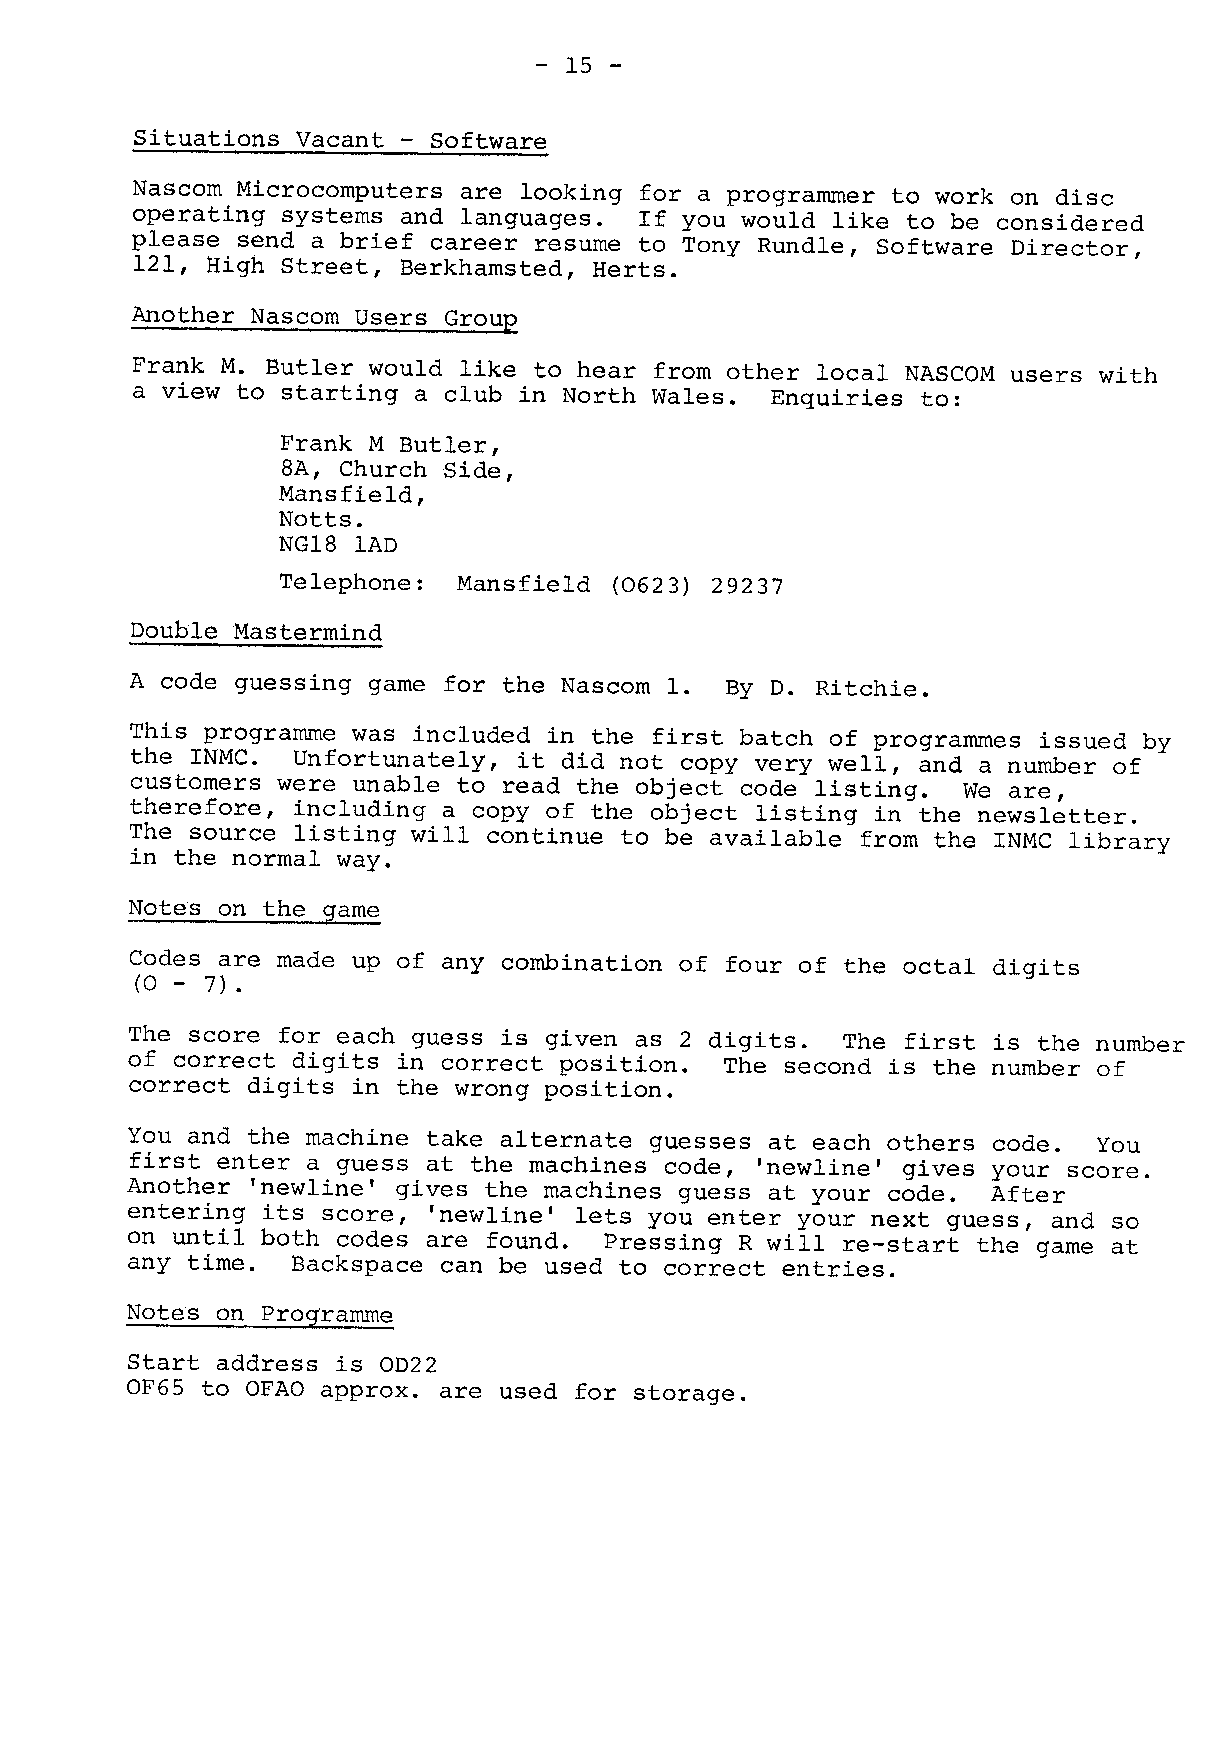 - 15 -
Situations Vacant - Software
Nascom Microcomputers are looking for a programmer to work on disc
operating systems and languages. If you would like to be considered
please send a brief career resume to Tony Rundle, Software Director,
121, High Street, Berkhamsted, Herts.
Another Nascom Users Group
Frank M. Butler would like to hear from other local NASCOM users with
a view to starting a club in North Wales. Enquiries to:
Frank M Butler,
8A, Church Side,
Mansfield,
Notts.
NG18 1AD
Telephone: Mansfield (0623) 29237
Double Mastermind
A code guessing game for the Nascom 1. By D. Ritchie.
This programme was included in the first batch of programmes issued by
the INMC. Unfortunately, it did not copy very well, and a number of
customers were unable to read the object code listing. We are,
therefore, including a copy of the object listing in the newsletter.
The source listing will continue to be available from the INMC library
in the normal way.
Notes on the game
Codes are made up of any combination of four of the octal digits
(0 - 7).
The score for each guess is given as 2 digits. The first is the number
of correct digits in correct position. The second is the number of
correct digits in the wrong position.
You and the machine take alternate guesses at each others code. You
first enter a guess at the machines code, 'newline' gives your score.
Another 'newline' gives the machines guess at your code. After
entering its score, 'newline' lets you enter your next guess, and so
on until both codes are found. Pressing R will re-start the game at
any time. Backspace can be used to correct entries.
Notes on Programme
Start address is OD22
OF65 to OFAO approx. are used for storage.